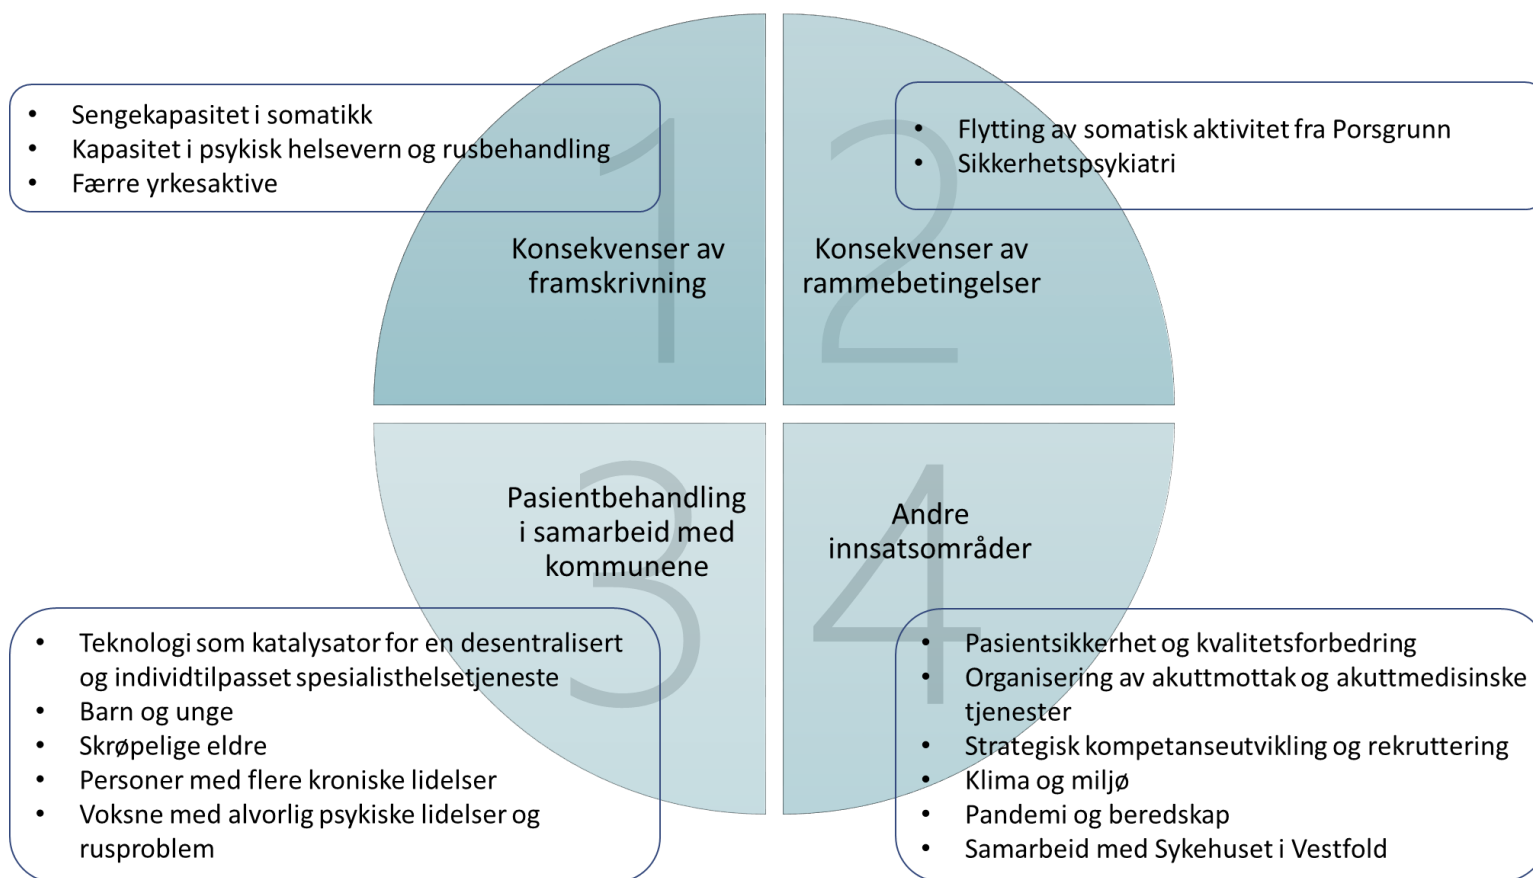 1
• Sengekapasitet i somatikk
• Kapasitet i psykisk helsevern og rusbehandling
• Færre yrkesaktive
Konsekvenser av
framskrivning
2
• Flytting av somatisk aktivitet fra Porsgrunn
• Sikkerhetspsykiatri
Konsekvenser av
rammebetingelser
3
Pasientbehandling
i samarbeid med
kommunene
• Teknologi som katalysator for en desentralisert
og individtilpasset spesialisthelsetjeneste
• Barn og unge
• Skrøpelige eldre
• Personer med flere kroniske lidelser
• Voksne med alvorlig psykiske lidelser og
rusproblem
4
Andre
innsatsområder
• Pasientsikkerhet og kvalitetsforbedring
• Organisering av akuttmottak og akuttmedisinske
tjenester
• Strategisk kompetanseutvikling og rekruttering
• Klima og miljø
• Pandemi og beredskap
• Samarbeid med Sykehuset i Vestfold